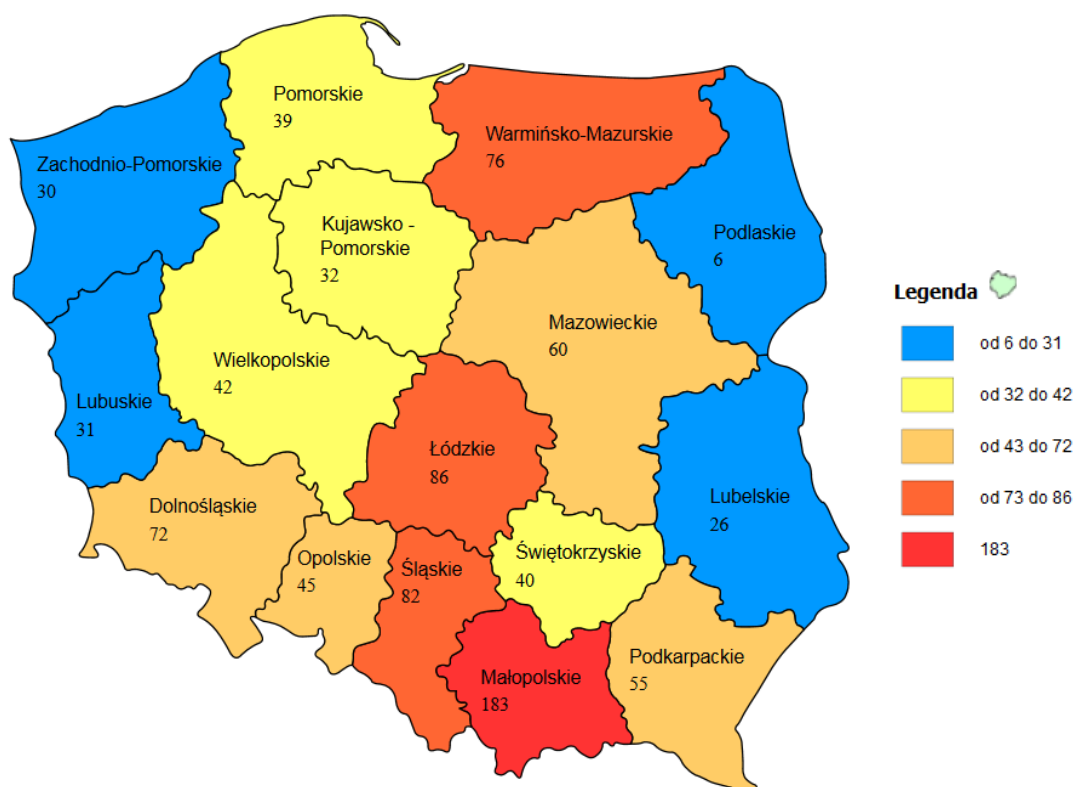 Pomorskie
39
Warmińsko-Mazurskie
76
Zachodnio-Pomorskie
30
Kujawsko -
Pomorskie
32
Podlaskie
6
Mazowieckie
60
Wielkopolskie
42
Lubuskie
31
Łódzkie
86
Dolnośląskie
72
Lubelskie
26
Opolskie
45
Śląskie
82
Świętokrzyskie
40
Małopolskie
183
Podkarpackie
55
Legenda
od 6 do 31
od 32 do 42
od 43 do 72
od 73 do 86
183